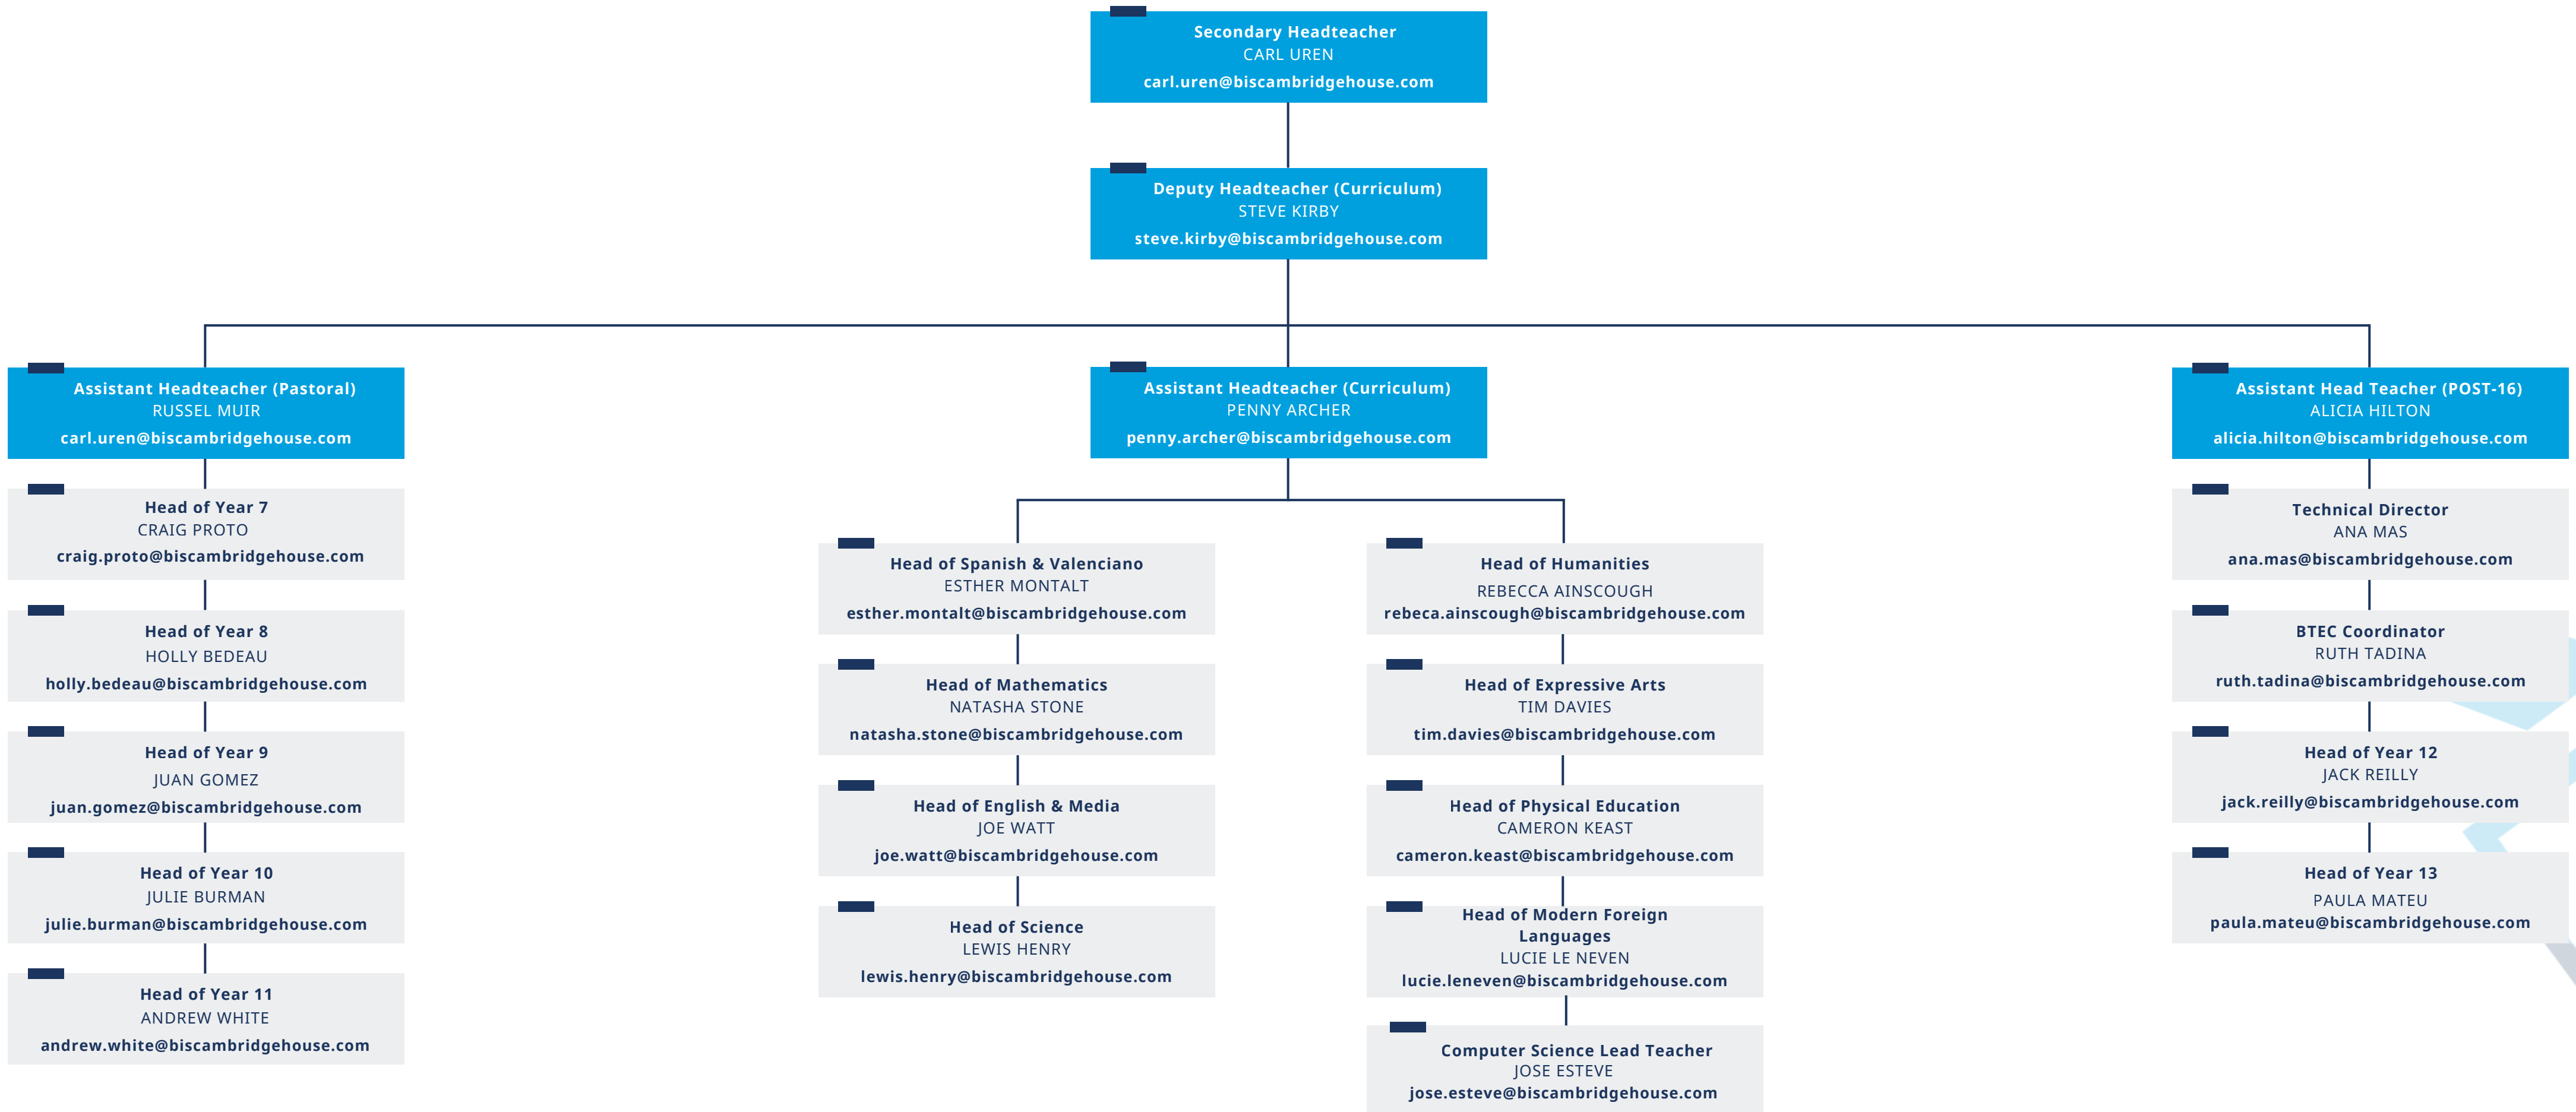 Secondary Headteacher
CARL UREN
carl.uren@biscambridgehouse.com
Deputy Headteacher (Curriculum)
STEVE KIRBY
steve.kirby@biscambridgehouse.com
Assistant Headteacher (Pastoral)
RUSSEL MUIR
carl.uren@biscambridgehouse.com
Head of Year 7
CRAIG PROTO
craig.proto@biscambridgehouse.com
Head of Year 8
HOLLY BEDEAU
holly.bedeau@biscambridgehouse.com
Head of Year 9
JUAN GOMEZ
juan.gomez@biscambridgehouse.com
Head of Year 10
JULIE BURMAN
julie.burman@biscambridgehouse.com
Head of Year 11
ANDREW WHITE
andrew.white@biscambridgehouse.com
Assistant Headteacher (Curriculum)
PENNY ARCHER
penny.archer@biscambridgehouse.com
Head of Spanish & Valenciano
ESTHER MONTALT
esther.montalt@biscambridgehouse.com
Head of Mathematics
NATASHA STONE
natasha.stone@biscambridgehouse.com
Head of English & Media
JOE WATT
joe.watt@biscambridgehouse.com
Head of Science
LEWIS HENRY
lewis.henry@biscambridgehouse.com
Head of Humanities
REBECCA AINSCOUGH
rebeca.ainscough@biscambridgehouse.com
Head of Expressive Arts
TIM DAVIES
tim.davies@biscambridgehouse.com
Head of Physical Education
CAMERON KEAST
cameron.keast@biscambridgehouse.com
Head of Modern Foreign
Languages
LUCIE LE NEVEN
lucie.leneven@biscambridgehouse.com
Computer Science Lead Teacher
JOSE ESTEVE
jose.esteve@biscambridgehouse.com
Assistant Head Teacher (POST-16)
ALICIA HILTON
alicia.hilton@biscambridgehouse.com
Technical Director
ANA MAS
ana.mas@biscambridgehouse.com
BTEC Coordinator
RUTH TADINA
ruth.tadina@biscambridgehouse.com
Head of Year 12
JACK REILLY
jack.reilly@biscambridgehouse.com
Head of Year 13
PAULA MATEU
paula.mateu@biscambridgehouse.com